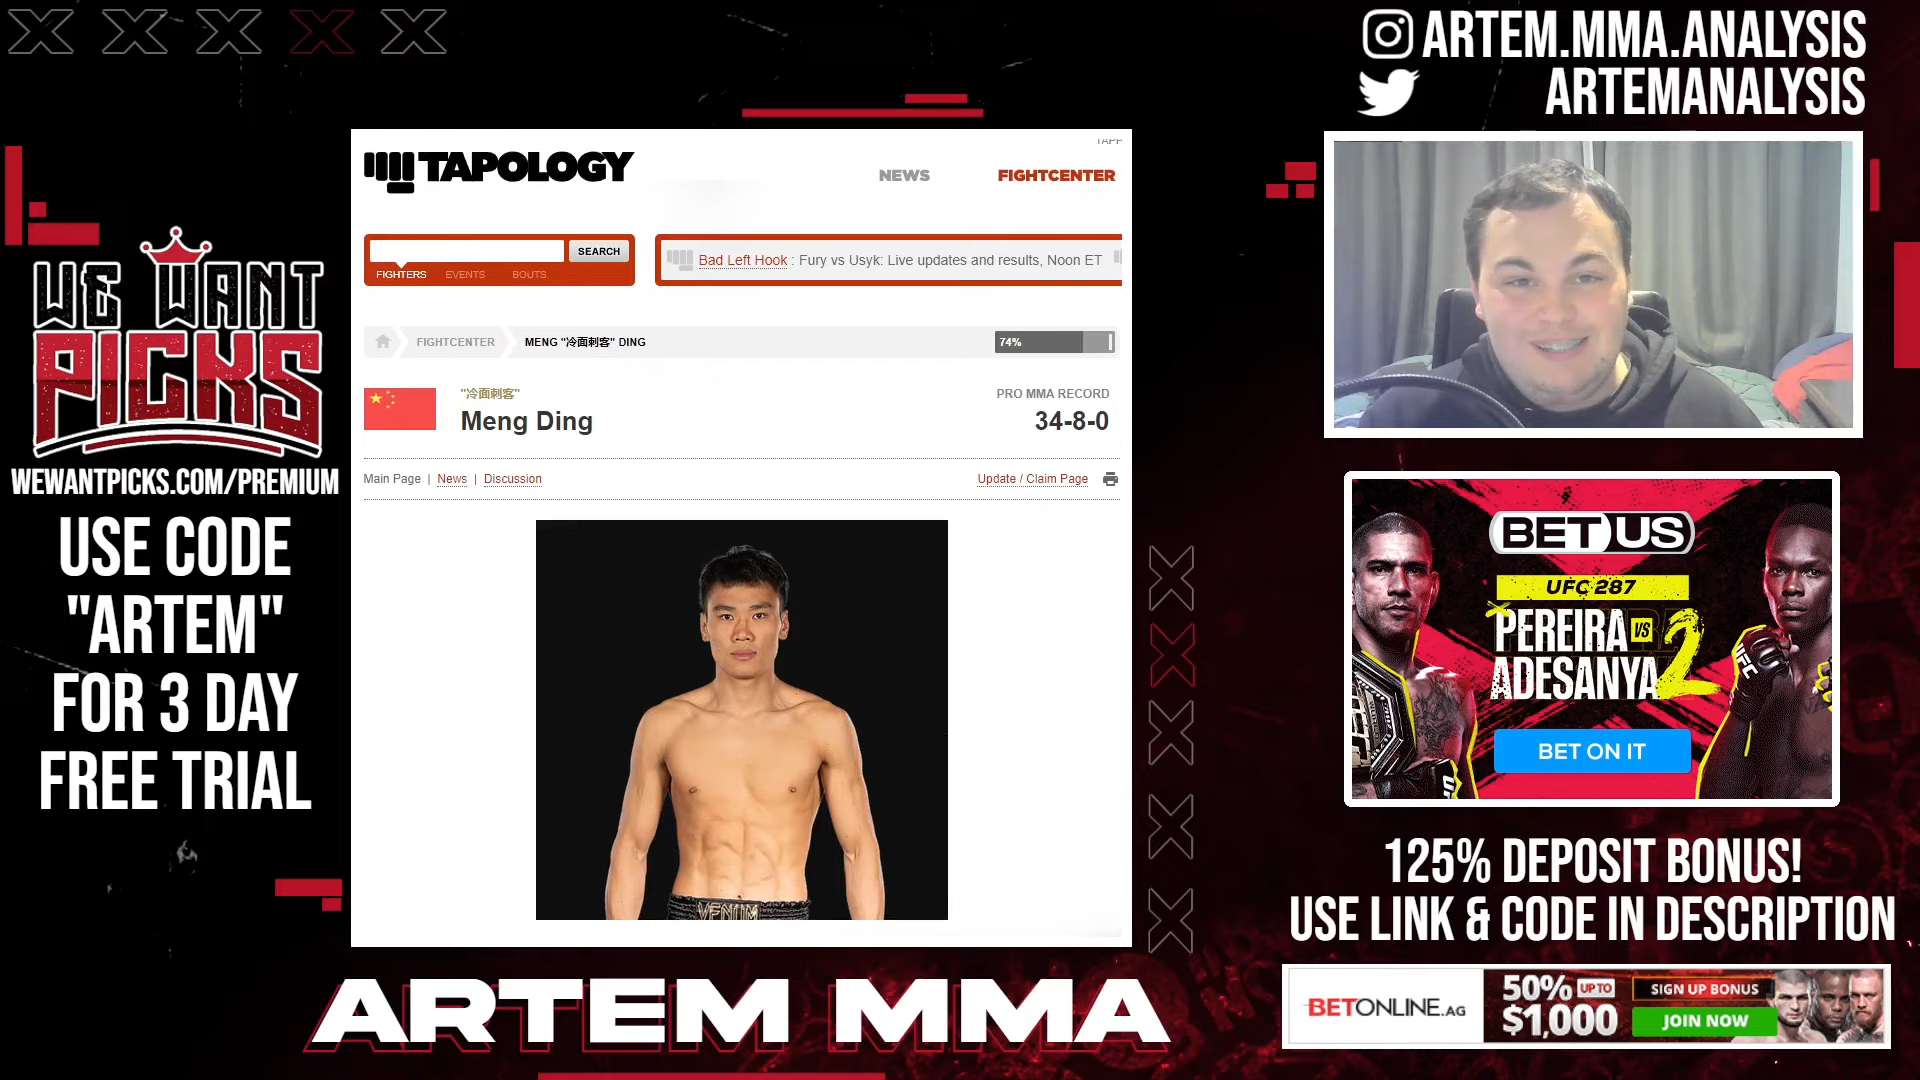 ARTEM.MMA.ANALYSIS
ARTEMANALYSIS
WE WANT
PICKS
WEWANTPICKS.COM/PREMIUM
USE CODE
"ARTEM"
FOR 3 DAY
FREE TRIAL
TAPOLOGY
NEWS
FIGHTCENTER
SEARCH
FIGHTERS
EVENTS
BOUTS
Bad Left Hook : Fury vs Usyk: Live updates and results, Noon ET
FIGHTCENTER
MENG "冷面刺客" DING
74%
"冷面刺客"
Meng Ding
PRO MMA RECORD
34-8-0
Main Page | News | Discussion
Update / Claim Page
VENUM
BETUS
UFC 287
PEREIRA VS
ADESANYA 2
BET ON IT
UFC
125% DEPOSIT BONUS!
USE LINK & CODE IN DESCRIPTION
BETONLINE.AG
50% UP TO
$1,000
SIGN UP BONUS
JOIN NOW
ARTEM MMA